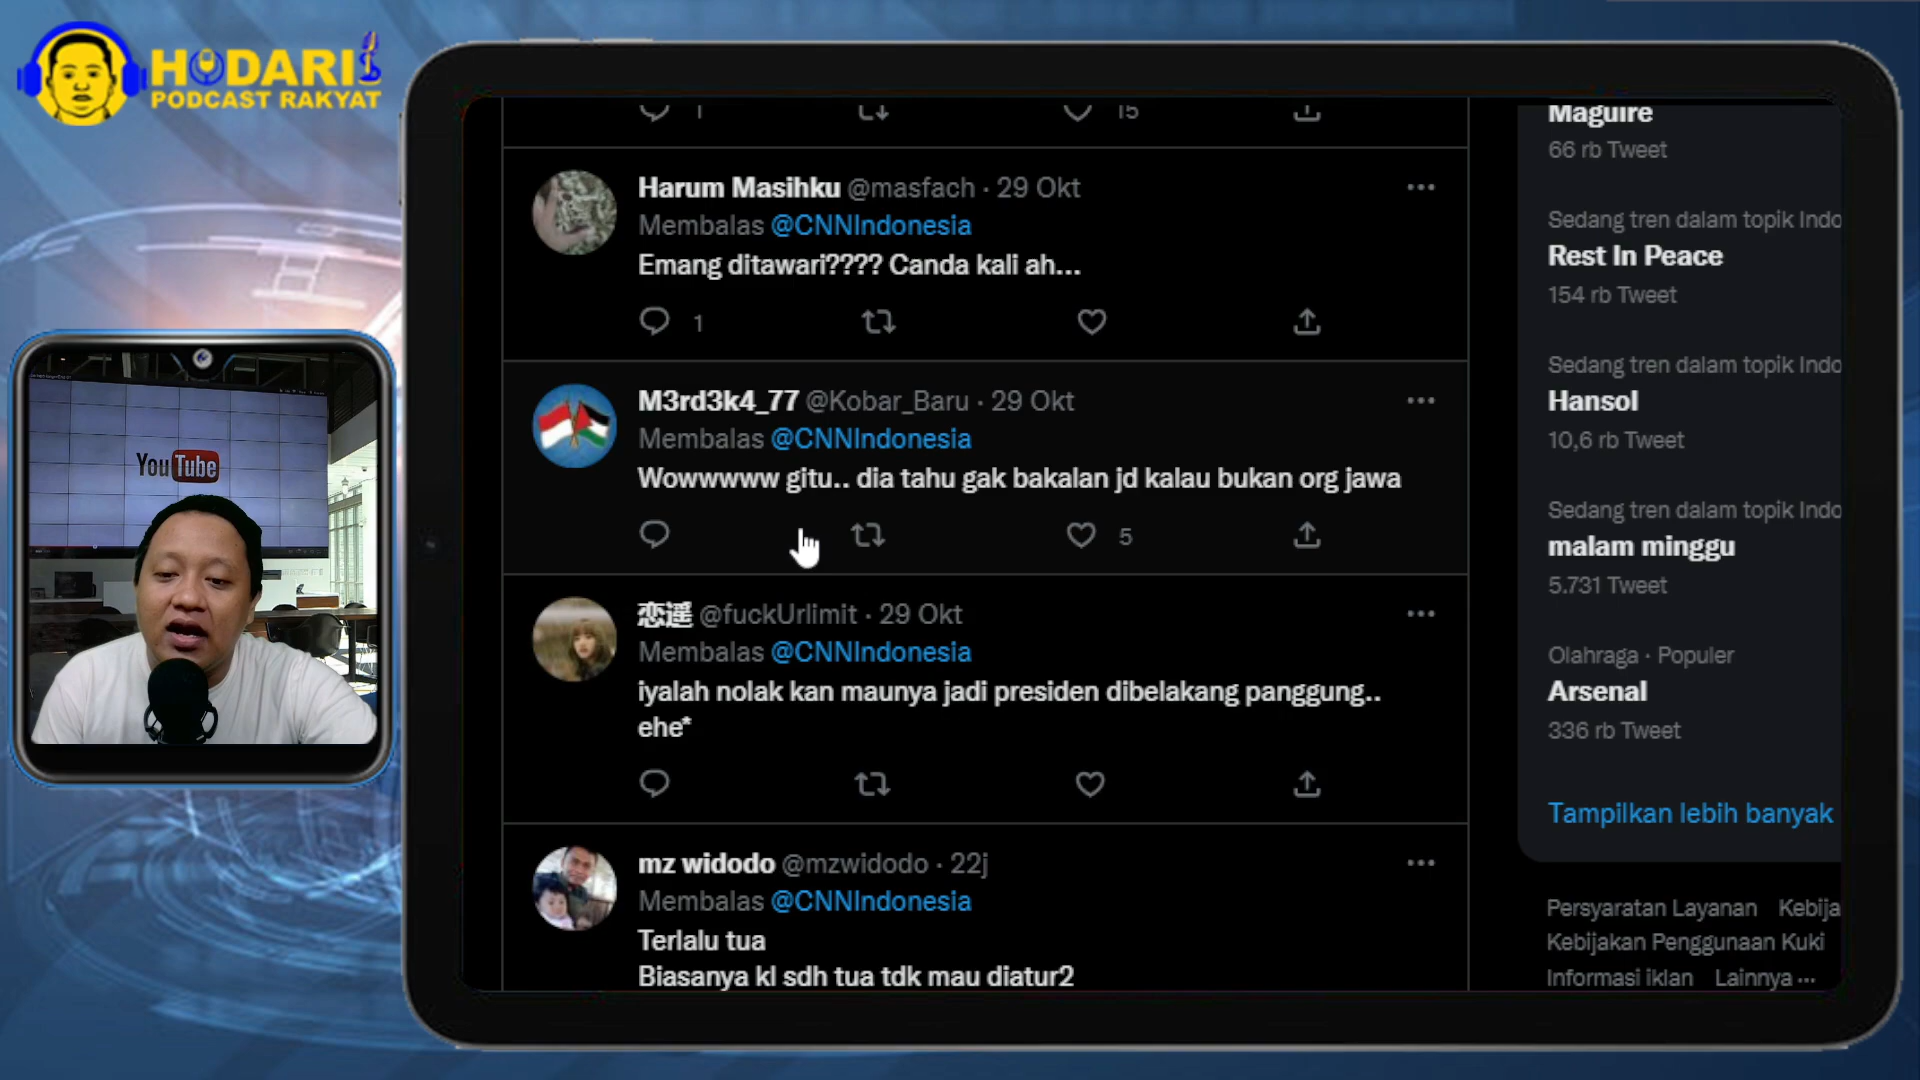 HODARI
PODCAST RAKYAT
YouTube
1
15
Harum Masihku @masfach · 29 Okt
Membalas @CNNIndonesia
Emang ditawari???? Canda kali ah...
1
M3rd3k4_77 @Kobar_Baru · 29 Okt
Membalas @CNNIndonesia
Wowwwww gitu.. dia tahu gak bakalan jd kalau bukan org jawa
5
恋遥 @fuckUrlimit · 29 Okt
Membalas @CNNIndonesia
iyalah nolak kan maunya jadi presiden dibelakang panggung..
ehe*
mz widodo @mzwidodo · 22j
Membalas @CNNIndonesia
Terlalu tua
Biasanya kl sdh tua tdk mau diatur2
Maguire
66 rb Tweet
Sedang tren dalam topik Indo
Rest In Peace
154 rb Tweet
Sedang tren dalam topik Indo
Hansol
10,6 rb Tweet
Sedang tren dalam topik Indo
malam minggu
5.731 Tweet
Olahraga · Populer
Arsenal
336 rb Tweet
Tampilkan lebih banyak
Persyaratan Layanan Kebija
Kebijakan Penggunaan Kuki
Informasi iklan Lainnya ···